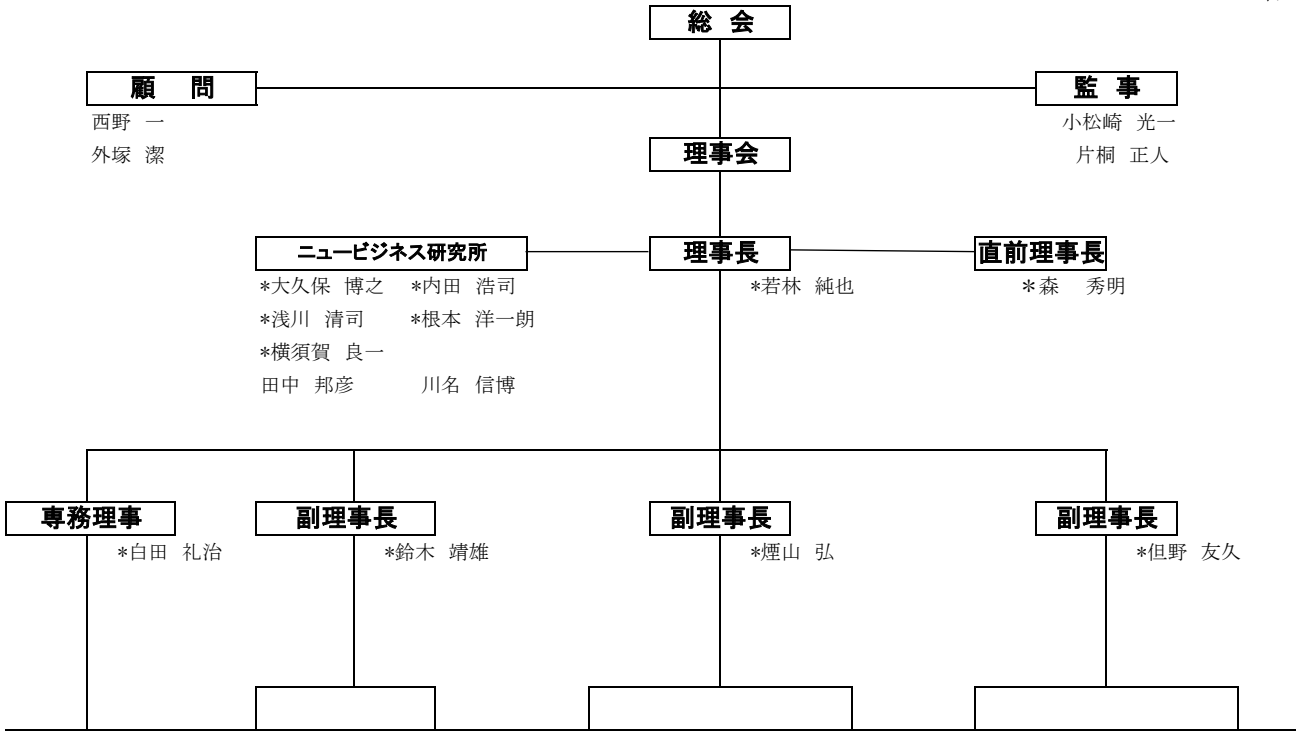 総 会
顧 問
監 事
西野 一
小松崎 光一
外塚 潔
片桐 正人
理事会
ニュービジネス研究所
理事長
直前理事長
*大久保 博之 *内田 浩司
*若林 純也
*森 秀明
*浅川 清司 *根本 洋一朗
*横須賀 良一
田中 邦彦 川名 信博
専務理事
副理事長
副理事長
副理事長
*白田 礼治
*鈴木 靖雄
*煙山 弘
*但野 友久